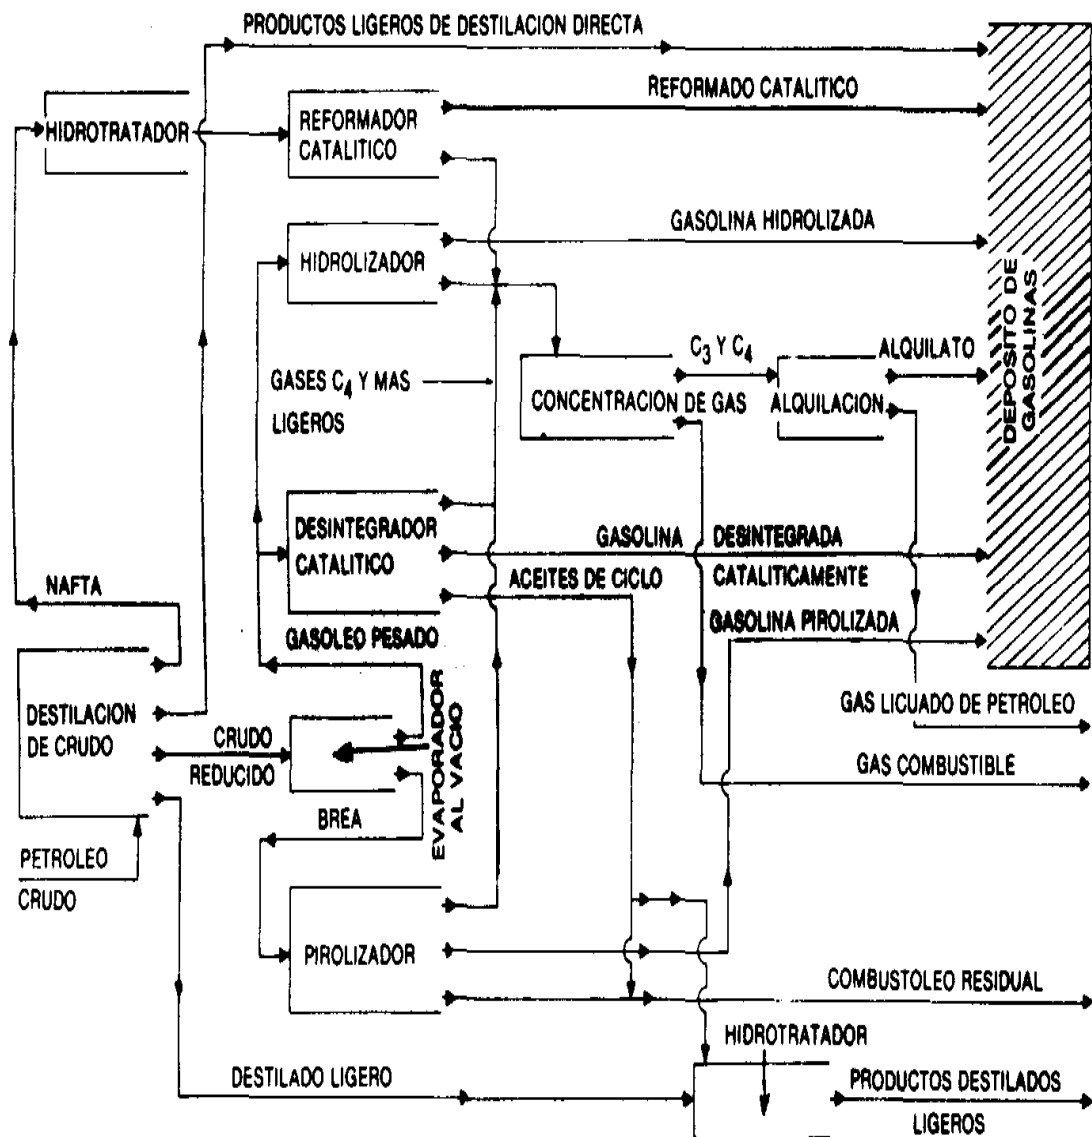 PRODUCTOS LIGEROS DE DESTILACION DIRECTA
REFORMADO CATALITICO
HIDROTRATADOR
REFORMADOR
CATALITICO
GASOLINA HIDROLIZADA
HIDROLIZADOR
DEPOSITO DE
GASOLINAS
C₃ Y C₄
ALQUILATO
GASES C₄ Y MAS
LIGEROS
CONCENTRACION DE GAS
ALQUILACION
DESINTEGRADOR
CATALITICO
GASOLINA DESINTEGRADA
CATALITICAMENTE
ACEITES DE CICLO
NAFTA
GASOLEO PESADO
GASOLINA PIROLIZADA
DESTILACION
DE CRUDO
CRUDO
REDUCIDO
EVAPORADOR
AL VACIO
GAS LICUADO DE PETROLEO
GAS COMBUSTIBLE
BREA
PETROLEO
CRUDO
PIROLIZADOR
COMBUSTOLEO RESIDUAL
HIDROTRATADOR
DESTILADO LIGERO
PRODUCTOS DESTILADOS
LIGEROS